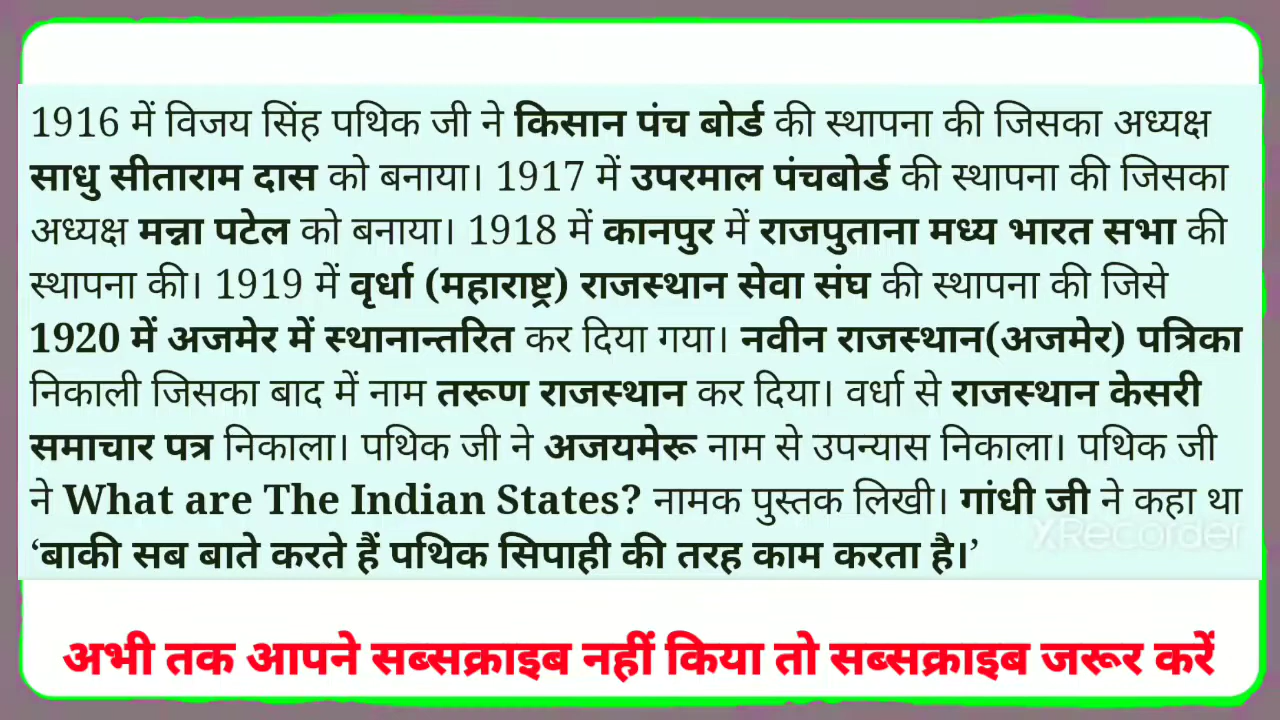 1916 में विजय सिंह पथिक जी ने किसान पंच बोर्ड की स्थापना की जिसका अध्यक्ष
साधु सीताराम दास को बनाया। 1917 में उपरमाल पंचबोर्ड की स्थापना की जिसका
अध्यक्ष मन्ना पटेल को बनाया। 1918 में कानपुर में राजपुताना मध्य भारत सभा की
स्थापना की। 1919 में वृर्धा (महाराष्ट्र) राजस्थान सेवा संघ की स्थापना की जिसे
1920 में अजमेर में स्थानान्तरित कर दिया गया। नवीन राजस्थान(अजमेर) पत्रिका
निकाली जिसका बाद में नाम तरूण राजस्थान कर दिया। वर्धा से राजस्थान केसरी
समाचार पत्र निकाला। पथिक जी ने अजयमेरू नाम से उपन्यास निकाला। पथिक जी
ने What are The Indian States? नामक पुस्तक लिखी। गांधी जी ने कहा था
‘बाकी सब बाते करते हैं पथिक सिपाही की तरह काम करता है।’
XRecorder
अभी तक आपने सब्सक्राइब नहीं किया तो सब्सक्राइब जरूर करें